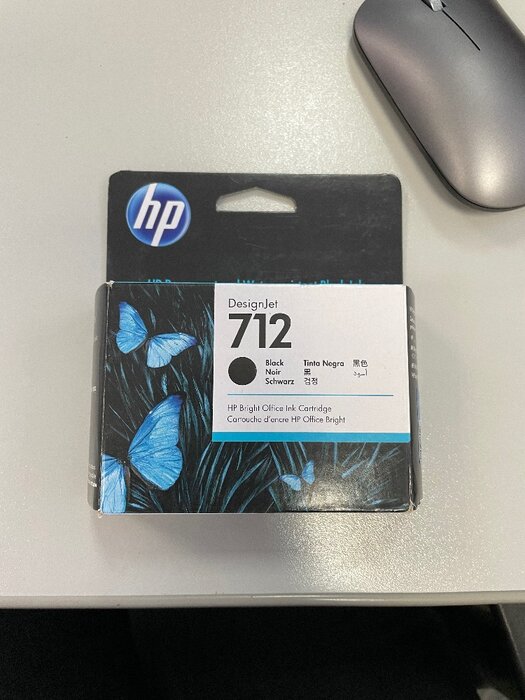 hp
DesignJet
712
Black Tinta Negra 黑色
Noir 黒 أسود
Schwarz 검정
HP Bright Office Ink Cartridge
Cartouche d'encre HP Office Bright